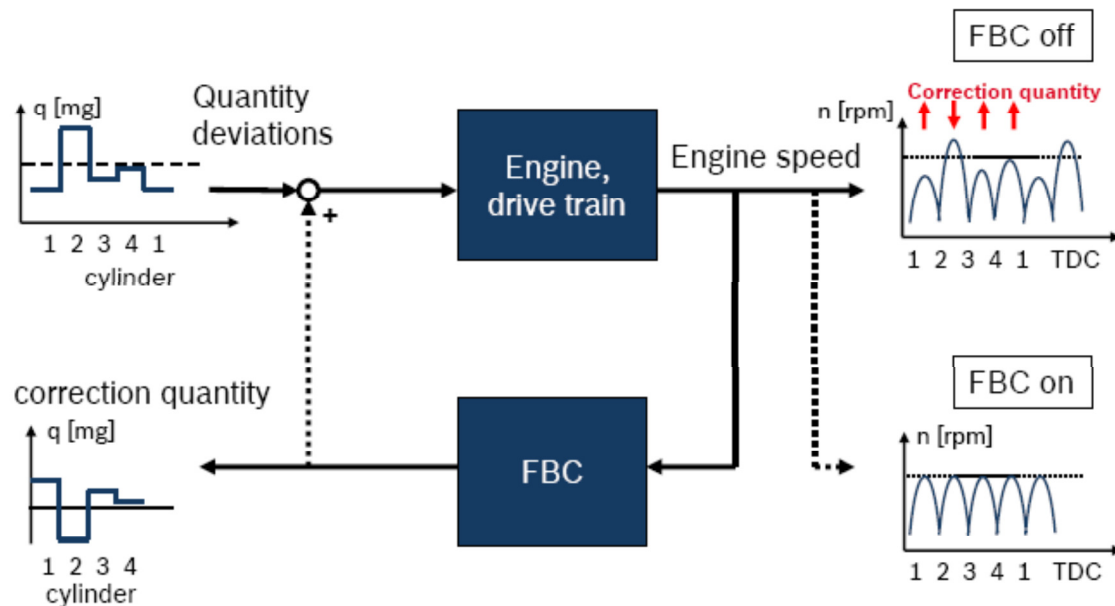 FBC off
q [mg]
Quantity
deviations
1 2 3 4 1
cylinder
+
Engine,
drive train
Engine speed
Correction quantity
n [rpm]
1 2 3 4 1 TDC
correction quantity
q [mg]
1 2 3 4
cylinder
FBC
FBC on
n [rpm]
1 2 3 4 1 TDC